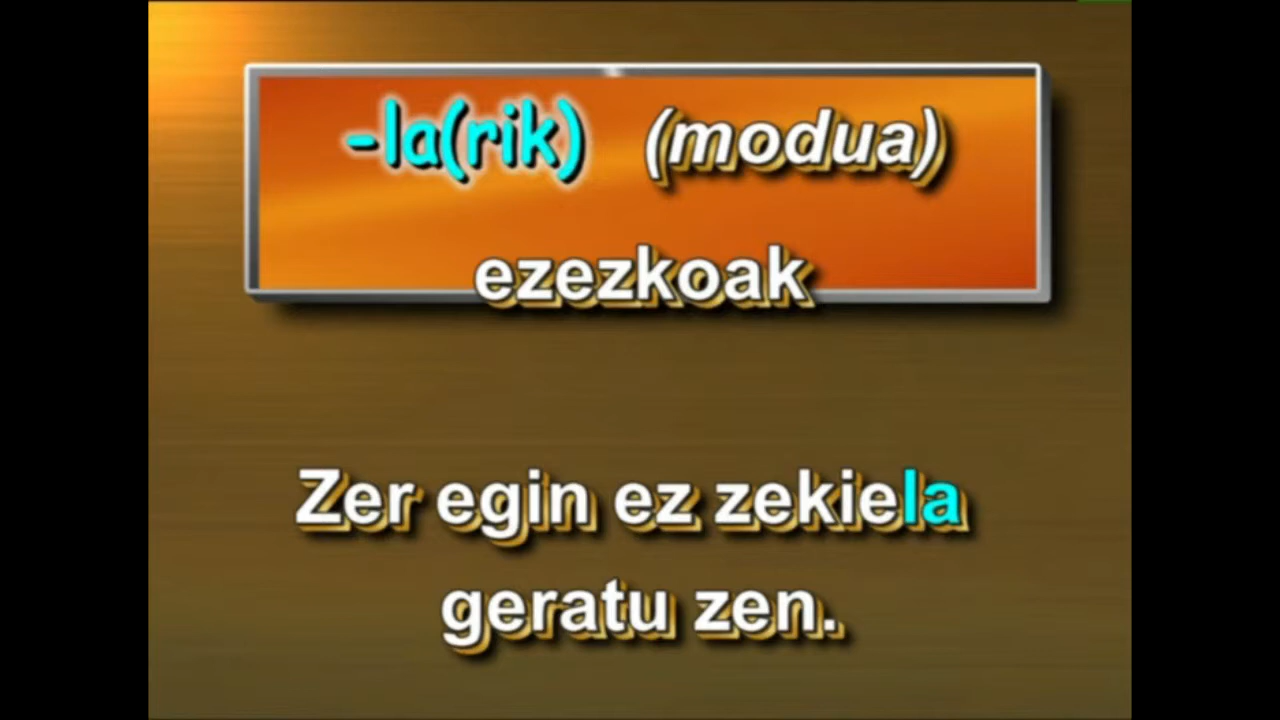 -la(rik) (modua)
ezezkoak
Zer egin ez zekiela
geratu zen.